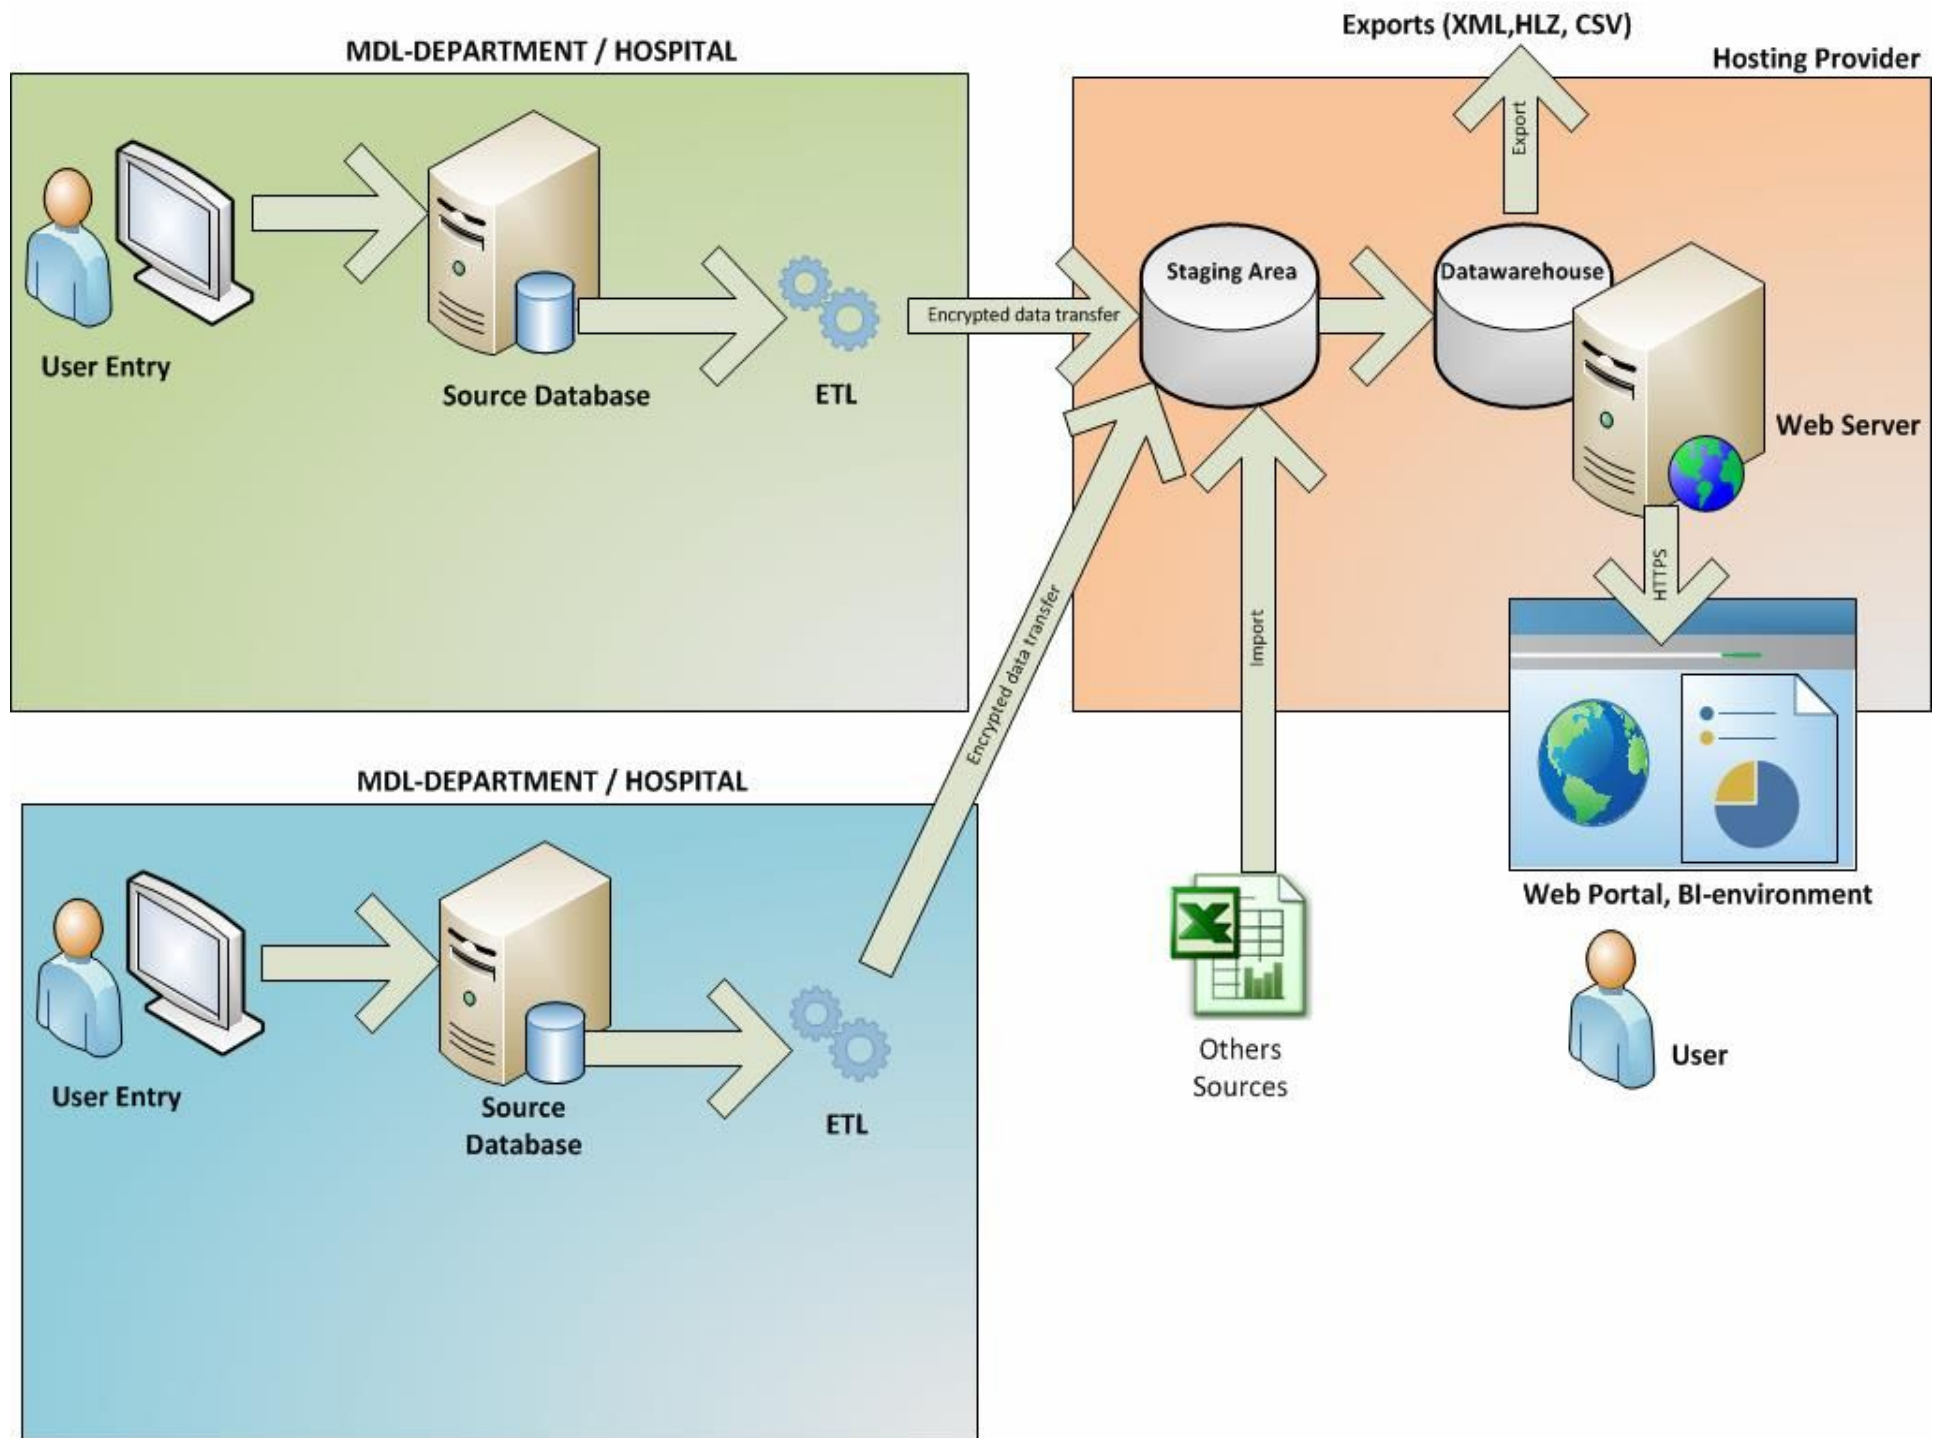 Exports (XML,HLZ, CSV)
MDL-DEPARTMENT / HOSPITAL
Hosting Provider
Export
Staging Area
Datawarehouse
Encrypted data transfer
User Entry
Source Database
ETL
Web Server
HTTPS
Encrypted data transfer
Import
MDL-DEPARTMENT / HOSPITAL
Web Portal, BI-environment
User Entry
Source
Database
ETL
Others
Sources
User